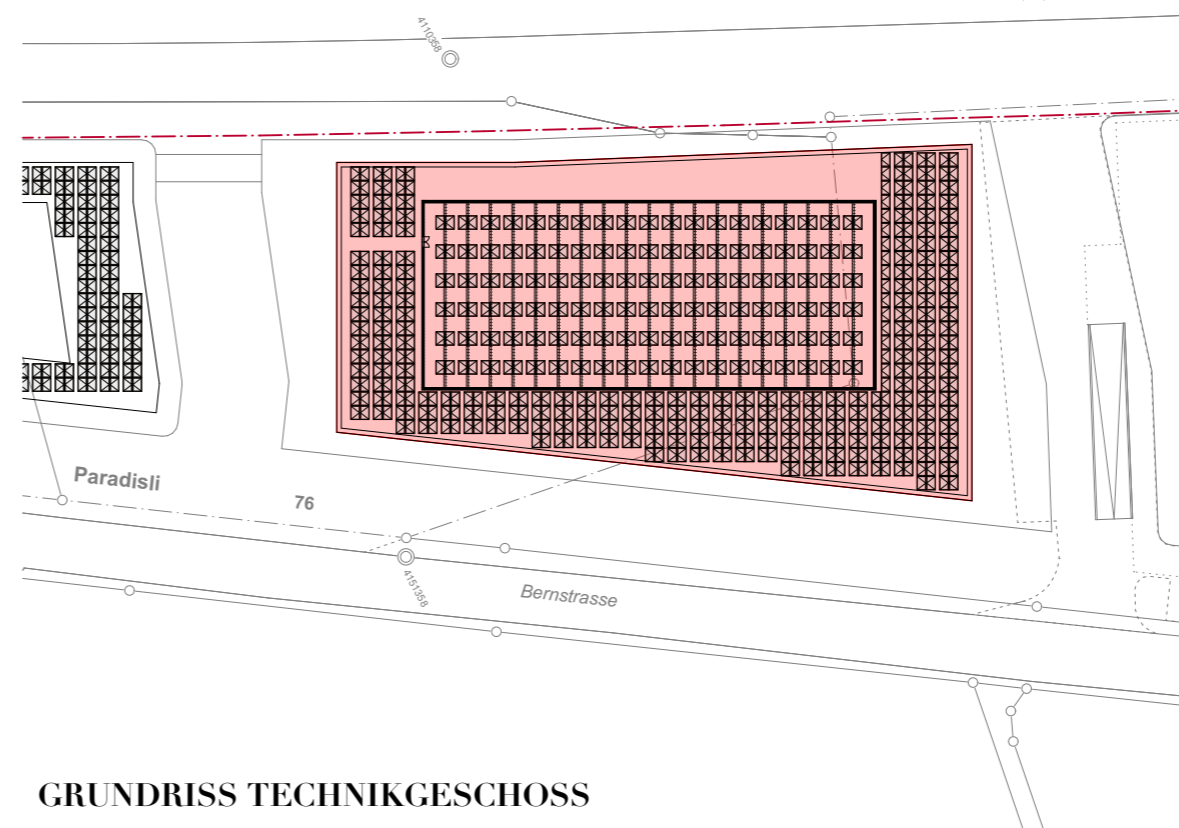 4110358
Paradisli
76
4151358
Bernstrasse
GRUNDRISS TECHNIKGESCHOSS